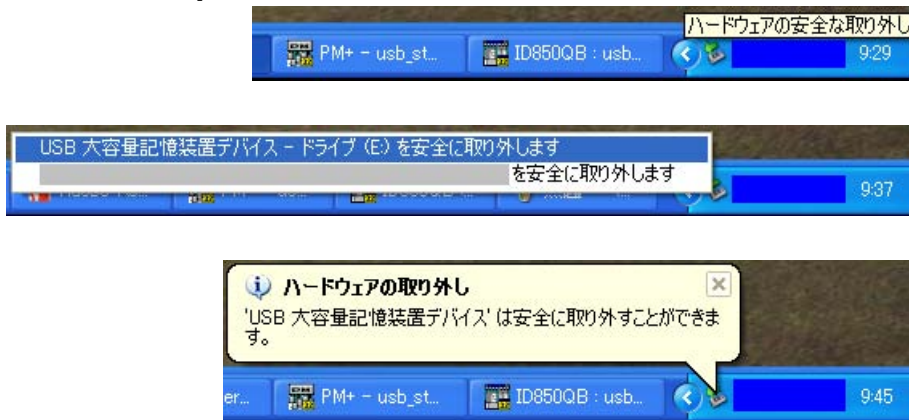 ハードウェアの安全な取り外し
PM+ - usb_st...
ID850QB : usb...
9:29
USB 大容量記憶装置デバイス - ドライブ (E:) を安全に取り外します
を安全に取り外します
9:37
ハードウェアの取り外し
'USB 大容量記憶装置デバイス' は安全に取り外すことができま
す。
er...
PM+ - usb_st...
ID850QB : usb...
9:45